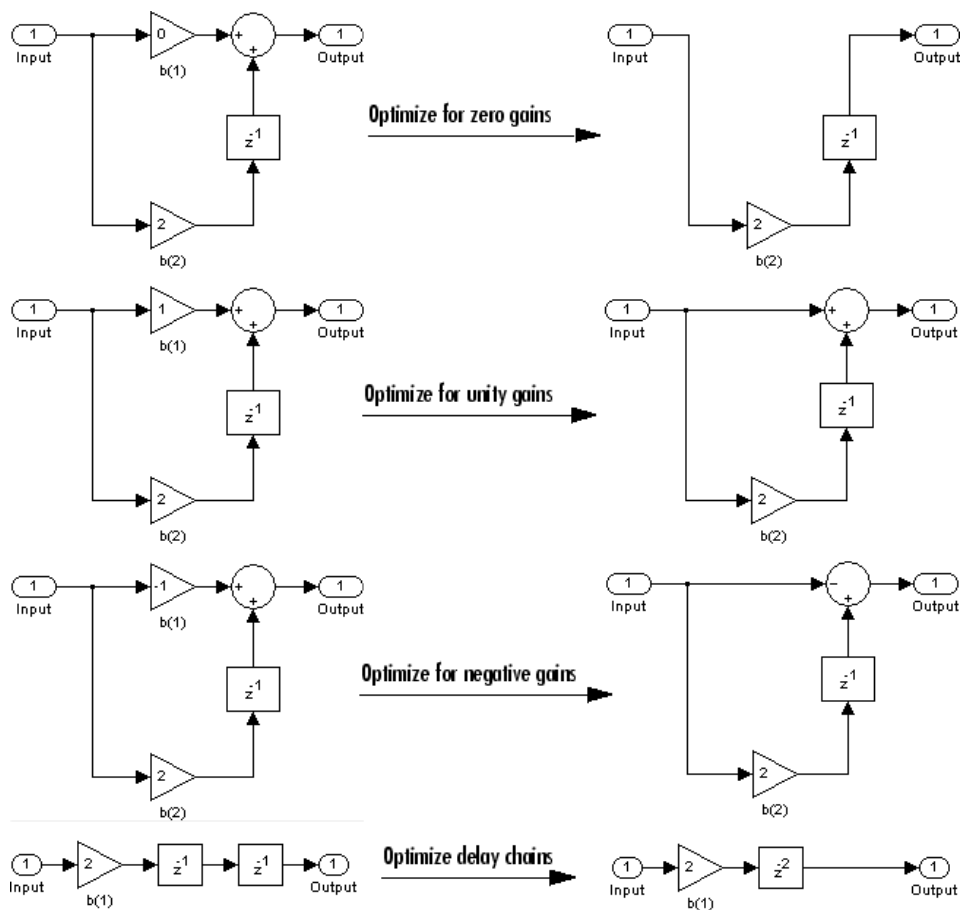 1 0 + 1 1 1
Input + Output Input Output
b(1)
Optimize for zero gains
z-1 z-1
2 2
b(2) b(2)
1 1 + 1 1 + 1
Input + Output Input + Output
b(1)
Optimize for unity gains
z-1 z-1
2 2
b(2) b(2)
1 -1 + 1 1 − 1
Input + Output Input + Output
b(1)
Optimize for negative gains
z-1 z-1
2 2
b(2) b(2)
Optimize delay chains
1 2 z-1 z-1 1 1 2 z-2 1
Input Output Input Output
b(1) b(1)